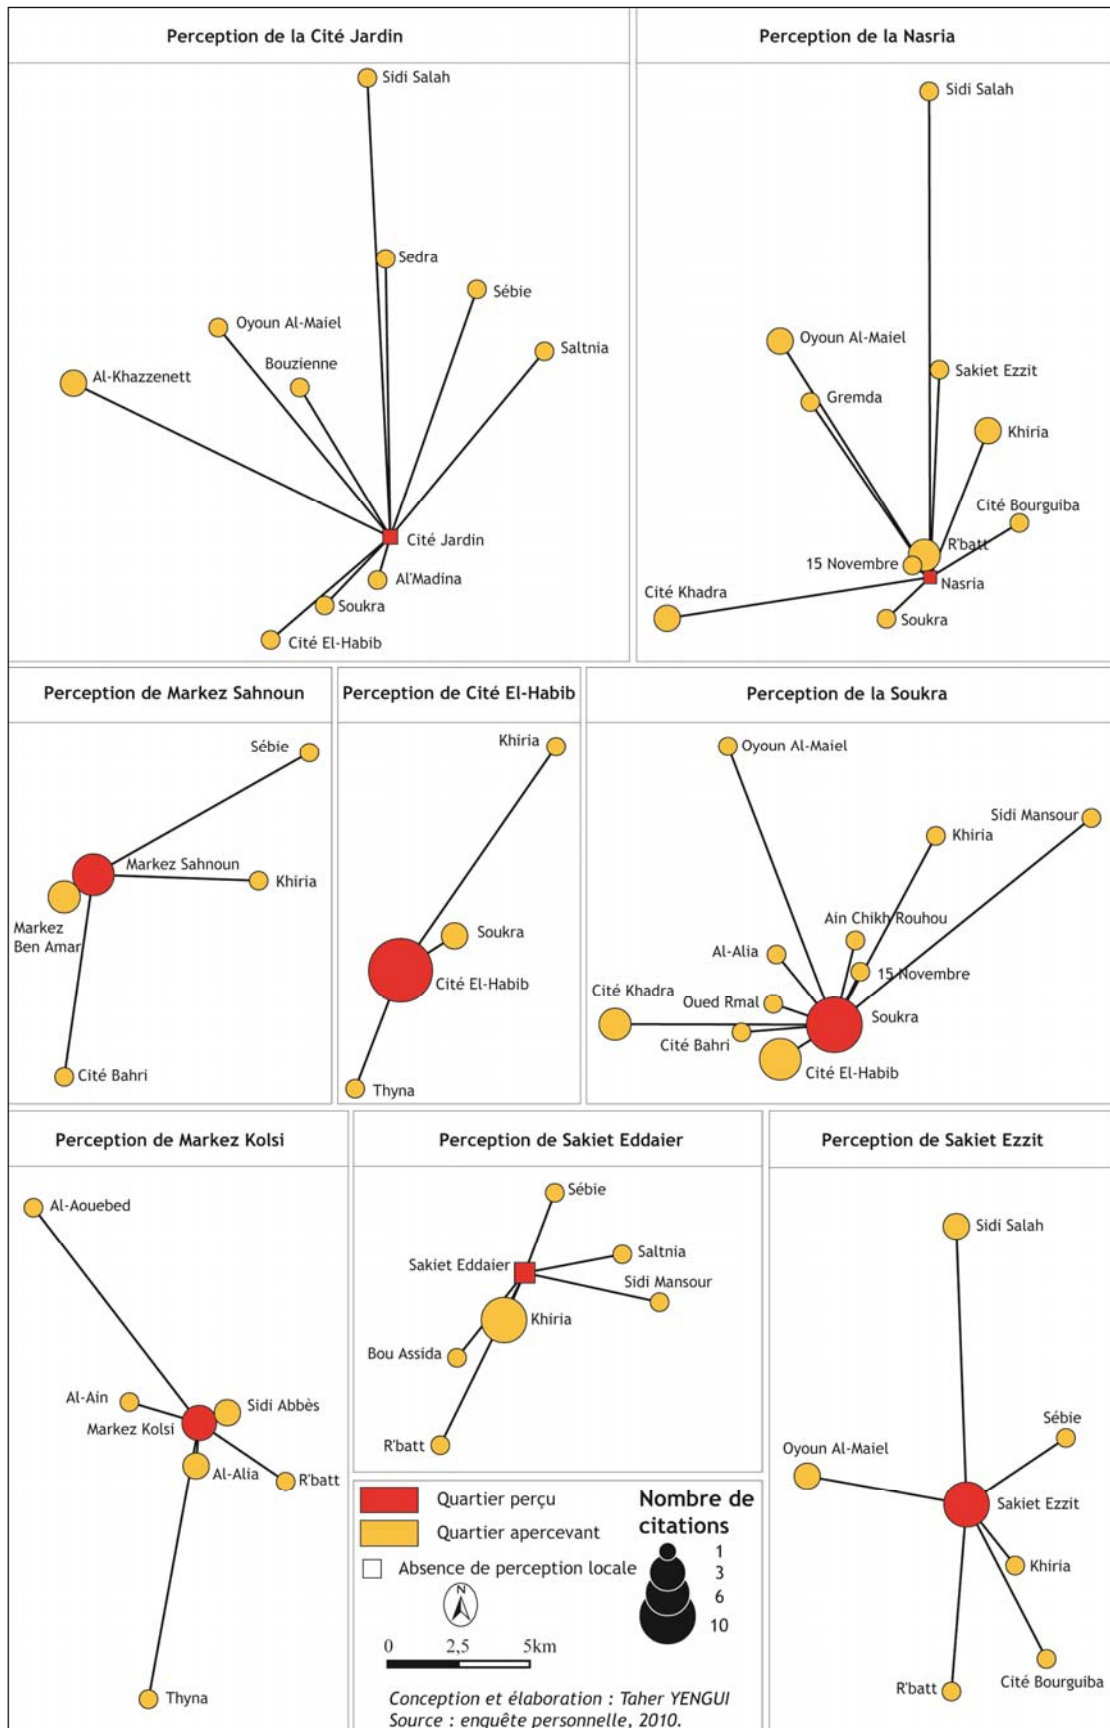 Perception de la Cité Jardin
Sidi Salah
Sedra
Sébie
Oyoun Al-Maiel
Saltnia
Bouzienne
Al-Khazzenett
Cité Jardin
Al'Madina
Soukra
Cité El-Habib
Perception de la Nasria
Sidi Salah
Oyoun Al-Maiel
Sakiet Ezzit
Gremda
Khiria
Cité Bourguiba
R'batt
15 Novembre
Nasria
Cité Khadra
Soukra
Perception de Markez Sahnoun
Sébie
Markez Sahnoun
Khiria
Markez
Ben Amar
Cité Bahri
Perception de Cité El-Habib
Khiria
Soukra
Cité El-Habib
Thyna
Perception de la Soukra
Oyoun Al-Maiel
Sidi Mansour
Khiria
Ain Chikh Rouhou
Al-Alia
15 Novembre
Cité Khadra
Oued Rmal
Soukra
Cité Bahri
Cité El-Habib
Perception de Markez Kolsi
Al-Aouebed
Al-Ain
Sidi Abbès
Markez Kolsi
Al-Alia
R'batt
Thyna
Perception de Sakiet Eddaier
Sébie
Saltnia
Sakiet Eddaier
Sidi Mansour
Khiria
Bou Assida
R'batt
Perception de Sakiet Ezzit
Sidi Salah
Sébie
Oyoun Al-Maiel
Sakiet Ezzit
Khiria
Cité Bourguiba
R'batt
Quartier perçu
Quartier apercevant
Absence de perception locale
Nombre de
citations
1
3
6
10
N
0 2,5 5km
Conception et élaboration : Taher YENGUI
Source : enquête personnelle, 2010.